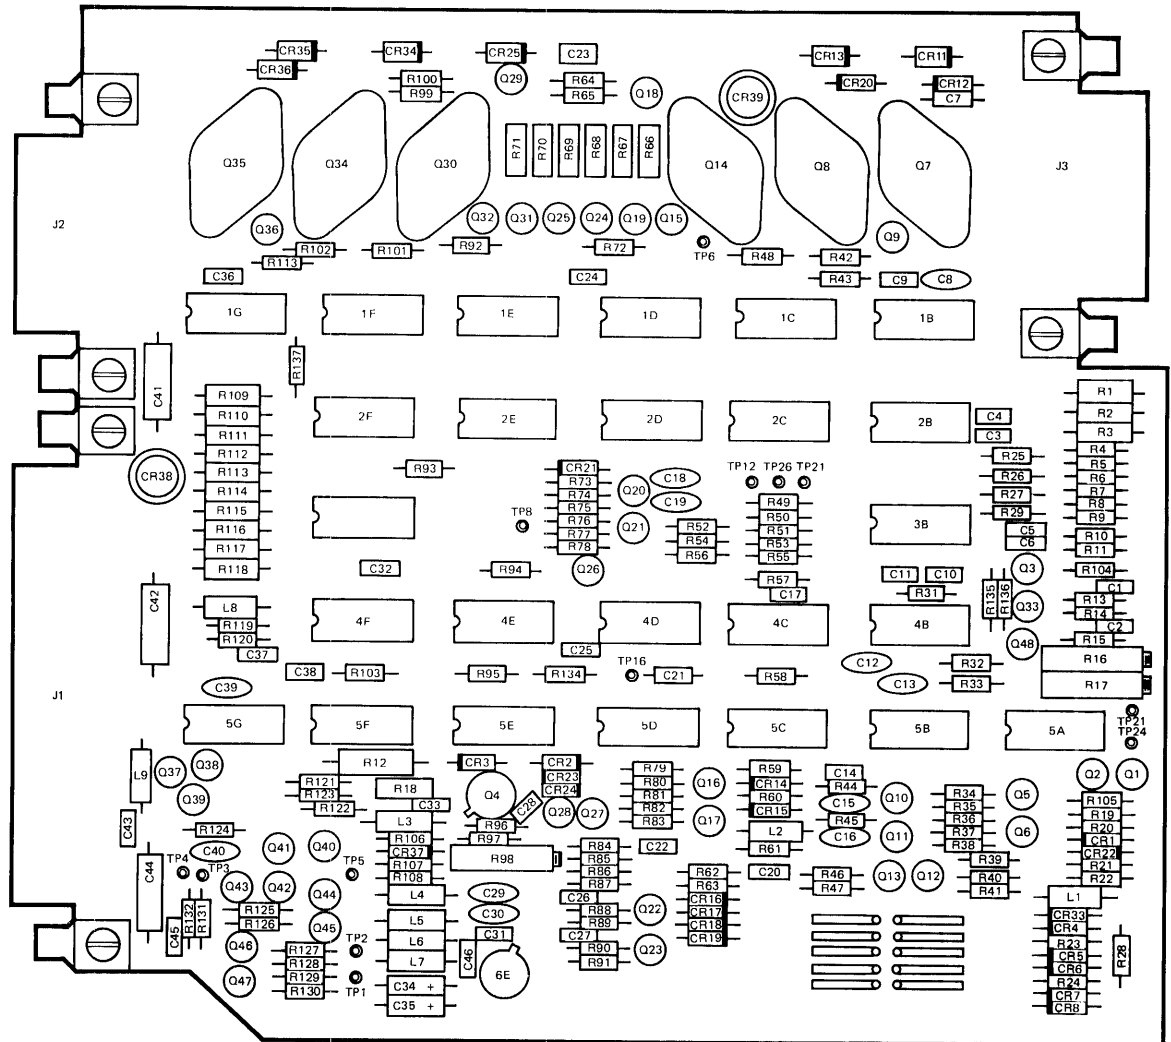 CR35 CR34 CR25 C23 CR13 CR11
CR36 R100 Q29 R64 CR20 CR12
R99 R65 Q18 CR39 C7
Q35 Q34 Q30 R71 R70 R69 R68 R67 R66 Q14 Q8 Q7 J3
J2 Q36 Q32 Q31 Q25 Q24 Q19 Q15 Q9
R102 R101 R92 R72 TP6 R48 R42
R113 C36 C24 R43 C9 C8
1G 1F 1E 1D 1C 1B
C41 R137
R109 R1
R110 2F 2E 2D 2C 2B C4 R2
R111 C3 R3
R112 R25 R4
CR38 R113 R93 CR21 C18 TP12 TP26 TP21 R26 R5
R73 R6
R114 R74 Q20 C19 R49 R27 R7
R115 R75 R50 R29 R8
R116 TP8 R76 Q21 R52 R51 3B C5 R9
R117 R77 R54 R53 C6 R10
R118 R78 R56 R55 R11
C32 R94 Q26 R57 C11 C10 Q3 R104
C42 C17 R31 R135 R136 C1
L8 Q33 R13
R119 4F 4E 4D 4C 4B R14
R120 C2
C37 C25 Q48 R15
C38 R103 R95 R134 TP16 C21 R58 C12 R32 R16
J1 C39 C13 R33 R17
5G 5F 5E 5D 5C 5B 5A TP21
TP24
L9 Q37 Q38 R12 CR3 CR2 R79 R59 C14 Q2 Q1
R121 R18 Q4 CR23 R80 Q16 CR14 R44 Q10 R34 Q5 R105
Q39 R123 CR24 R81 R60 C15 R35 R19
R122 C33 C28 Q28 Q27 R82 CR15 R45 R36 R20
C43 R124 L3 R96 R83 Q17 L2 C16 Q11 R37 Q6 CR1
C40 Q41 Q40 R106 R97 R84 C22 R61 R38 CR22
CR37 R98 R85 R39 R21
C44 TP4 TP3 TP5 R107 R86 R62 C20 R46 Q13 Q12 R40 R22
Q43 Q42 Q44 R108 R87 R63 R47 R41
R132 R131 R125 L4 C29 C26 CR16 L1
R126 Q45 L5 C30 R88 Q22 CR17 CR33
C45 Q46 R89 CR18 CR4
R127 TP2 L6 C31 C27 CR19 R23 R28
R128 L7 C46 R90 Q23 CR5
Q47 R129 TP1 6E R91 CR6
R130 C34 + R24
C35 + CR7
CR8